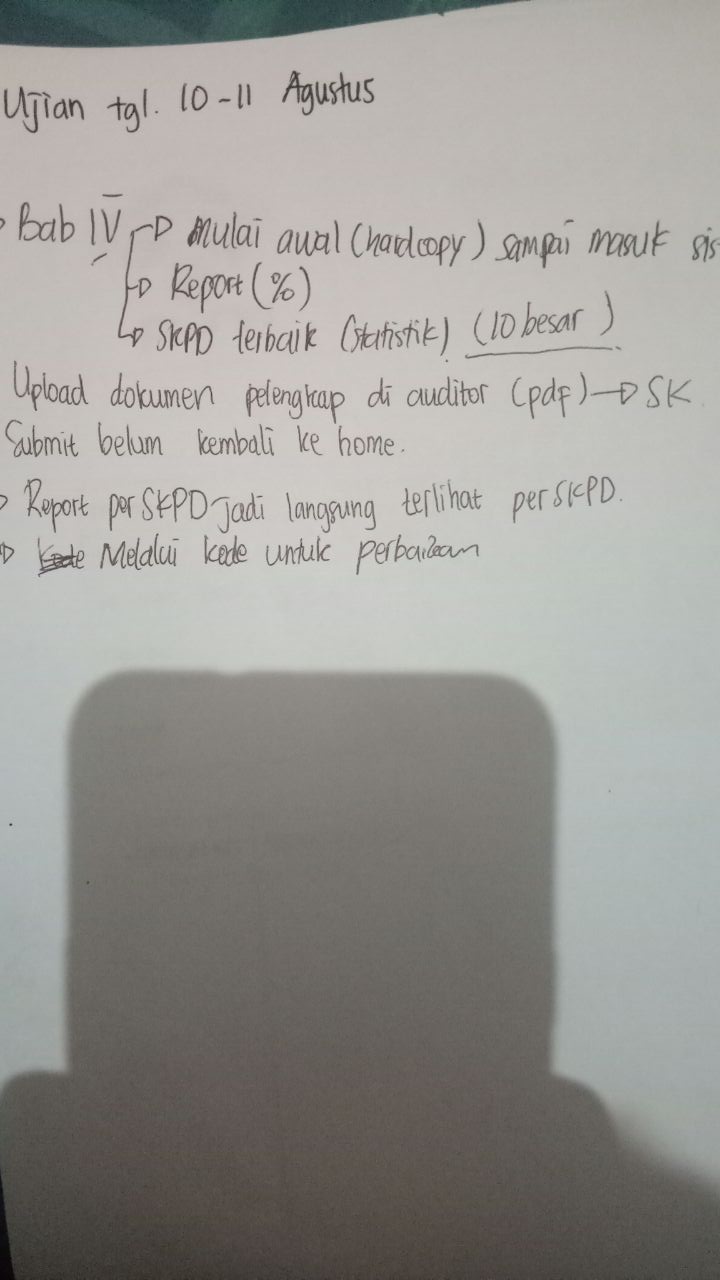 Ujian tgl. 10 - 11 Agustus
Bab IV → Mulai awal (hardcopy) sampai masuk sis
→ Report (%)
→ SKPD terbaik (statistik) (10 besar)
Upload dokumen pelengkap di auditor (pdf) → SK
Submit belum kembali ke home.
→ Report per SKPD jadi langsung terlihat per SKPD.
→ Melalui kode untuk perbaikan